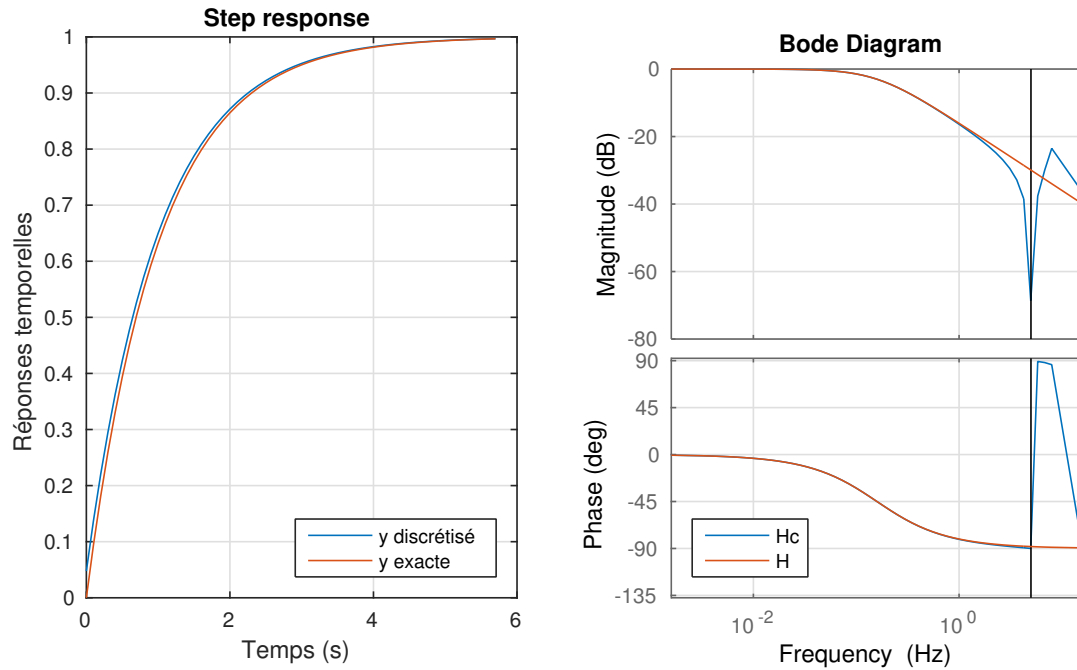 Step response
Réponses temporelles
1
0.9
0.8
0.7
0.6
0.5
0.4
0.3
0.2
0.1
0
0 2 4 6
Temps (s)
y discrétisé
y exacte
Bode Diagram
Magnitude (dB)
0
-20
-40
-60
-80
Phase (deg)
90
45
0
-45
-90
-135
Hc
H
10^-2 10^0
Frequency (Hz)